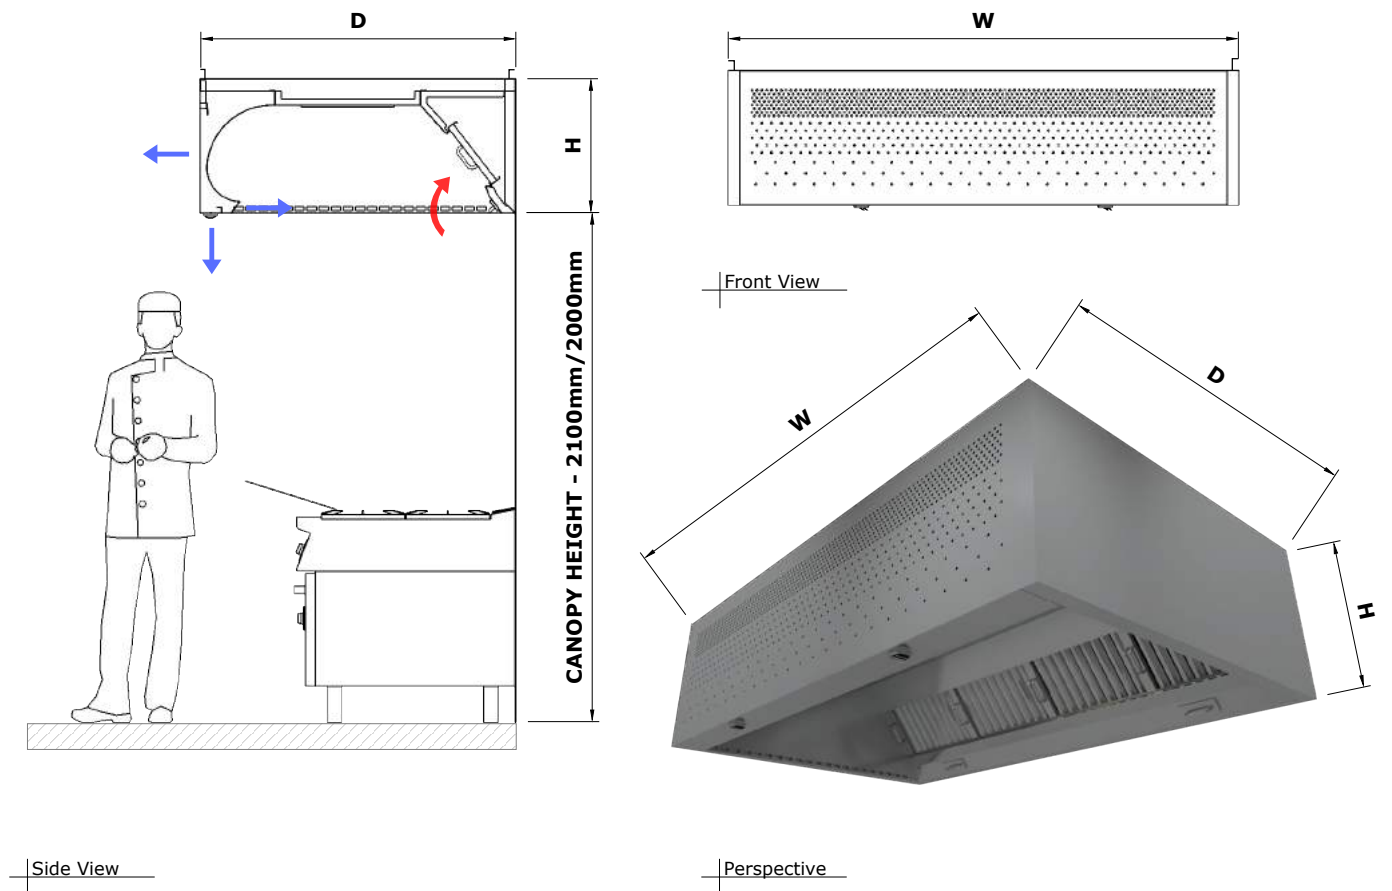 D
H
CANOPY HEIGHT - 2100mm/2000mm
Side View
W
Front View
W
D
H
Perspective